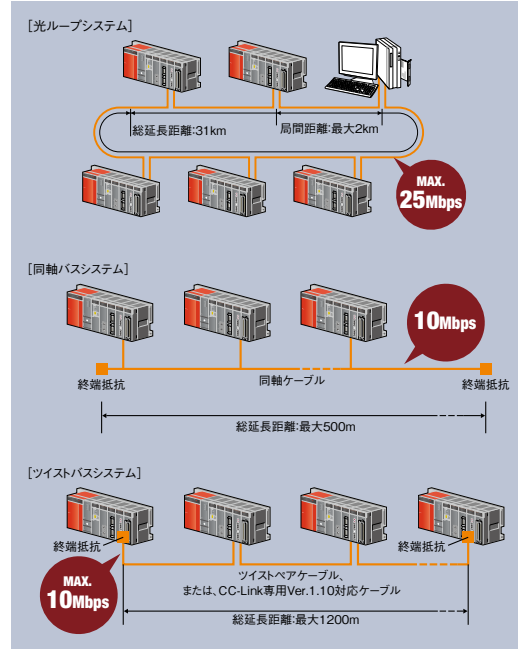 [光ループシステム]
総延長距離:31km
局間距離:最大2km
MAX.
25Mbps
[同軸バスシステム]
10Mbps
終端抵抗
同軸ケーブル
終端抵抗
総延長距離:最大500m
[ツイストバスシステム]
終端抵抗
終端抵抗
MAX.
10Mbps
ツイストペアケーブル、
または、CC-Link専用Ver.1.10対応ケーブル
総延長距離:最大1200m